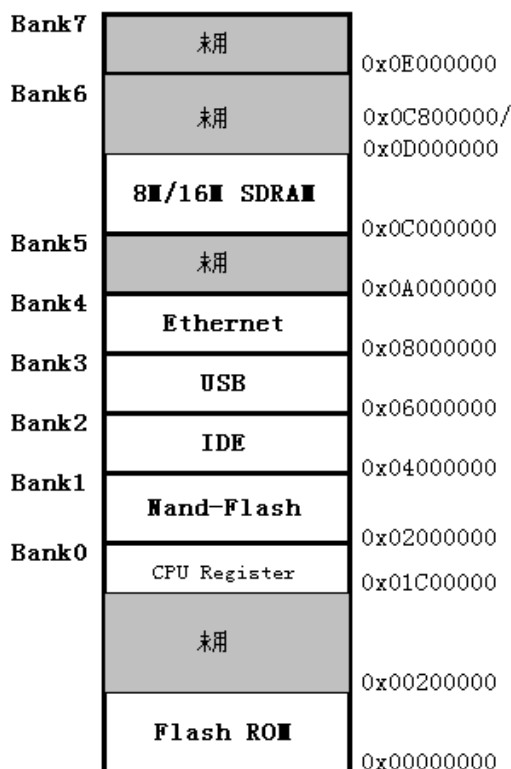 Bank7
未用
0x0E000000
Bank6
未用
0x0C800000/
0x0D000000
8M/16M SDRAM
0x0C000000
Bank5
未用
0x0A000000
Bank4
Ethernet
0x08000000
Bank3
USB
0x06000000
Bank2
IDE
0x04000000
Bank1
Nand-Flash
0x02000000
Bank0
CPU Register
0x01C00000
未用
0x00200000
Flash ROM
0x00000000